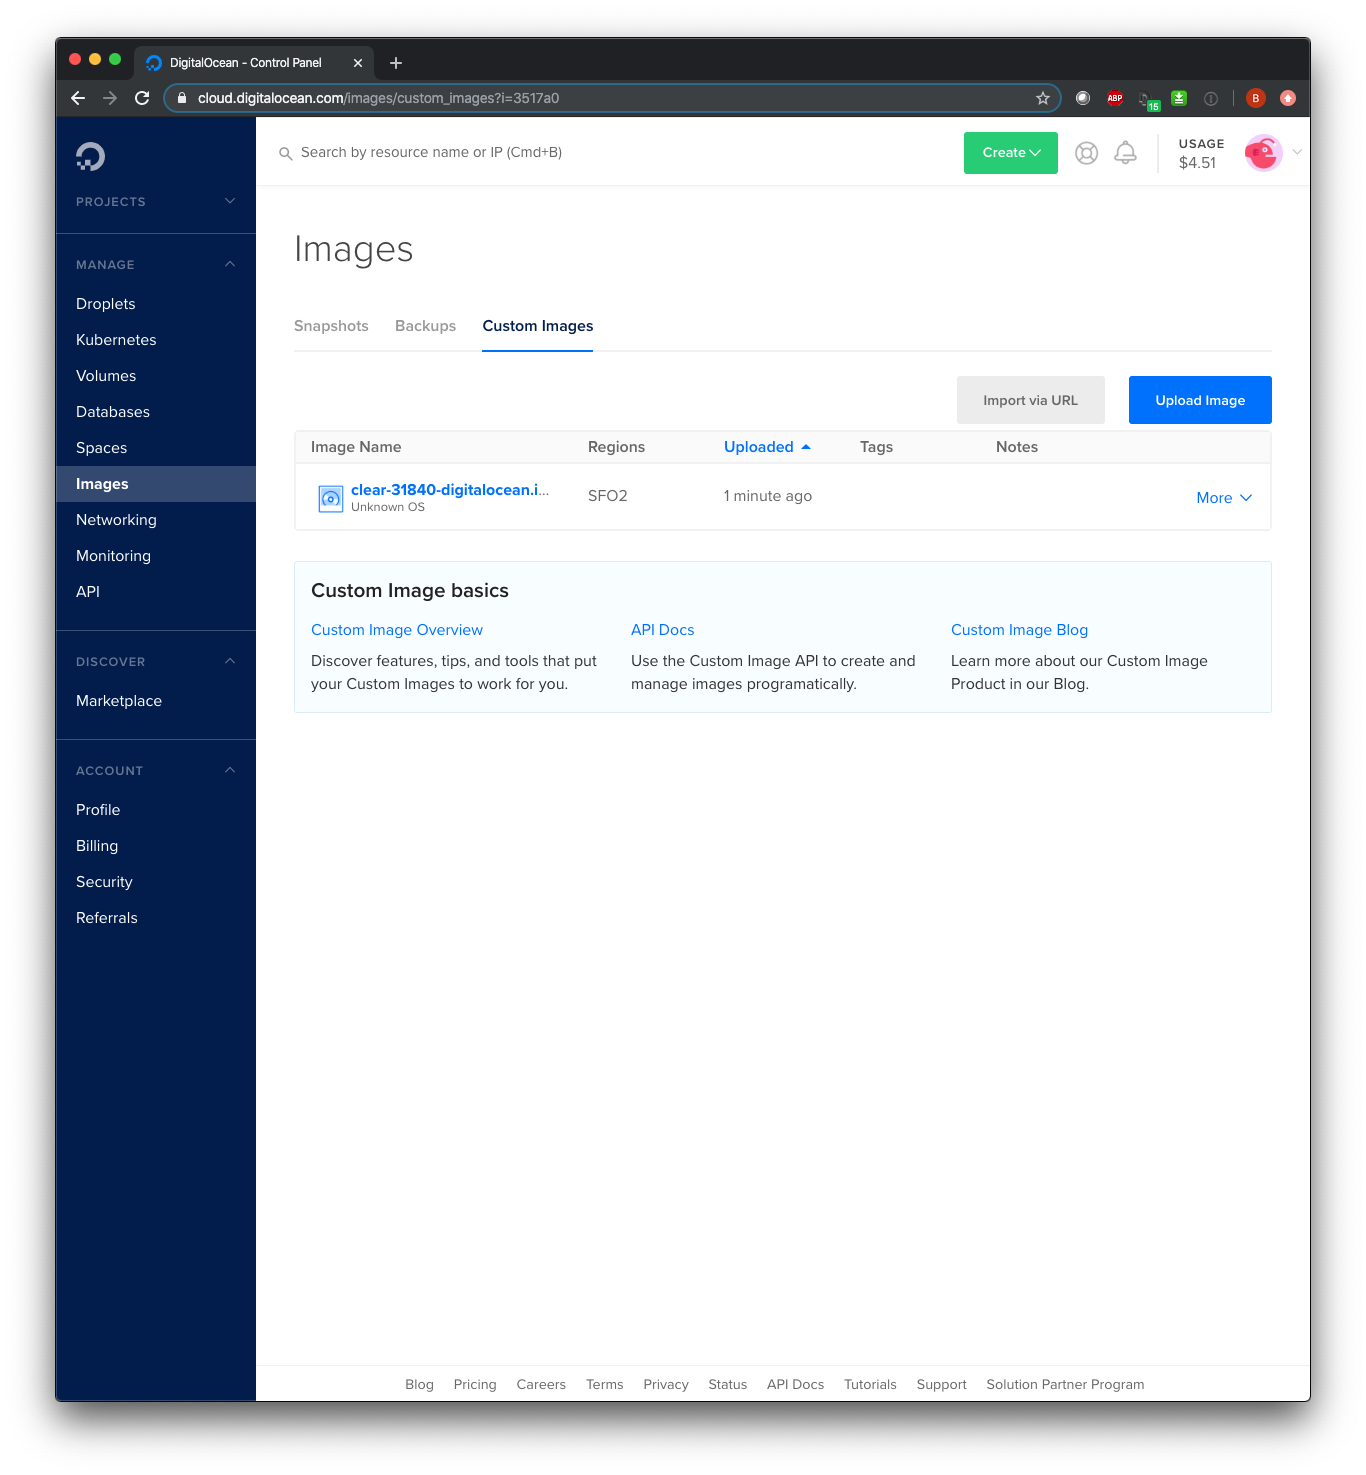 DigitalOcean - Control Panel
cloud.digitalocean.com/images/custom_images?i=3517a0
ABP
15
B
Search by resource name or IP (Cmd+B)
Create
USAGE
$4.51
PROJECTS
MANAGE
Droplets
Kubernetes
Volumes
Databases
Spaces
Images
Networking
Monitoring
API
DISCOVER
Marketplace
ACCOUNT
Profile
Billing
Security
Referrals
Images
Snapshots Backups Custom Images
Import via URL Upload Image
Image Name Regions Uploaded Tags Notes
clear-31840-digitalocean.i...
Unknown OS
SFO2 1 minute ago More
Custom Image basics
Custom Image Overview
Discover features, tips, and tools that put
your Custom Images to work for you.
API Docs
Use the Custom Image API to create and
manage images programatically.
Custom Image Blog
Learn more about our Custom Image
Product in our Blog.
Blog Pricing Careers Terms Privacy Status API Docs Tutorials Support Solution Partner Program